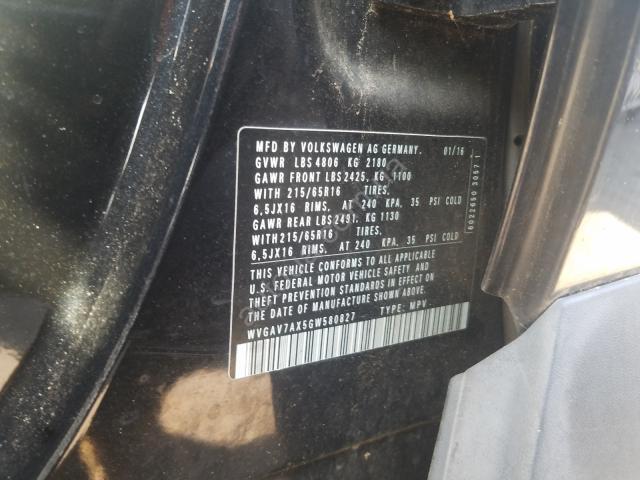 MFD BY VOLKSWAGEN AG GERMANY. 01/16
GVWR LBS 4806 KG 2180
GAWR FRONT LBS 2425, KG 1100
WITH 215/65R16 TIRES,
6,5JX16 RIMS, AT 240 KPA, 35 PSI COLD
GAWR REAR LBS 2491, KG 1130
WITH 215/65R16 TIRES,
6,5JX16 RIMS, AT 240 KPA, 35 PSI COLD
THIS VEHICLE CONFORMS TO ALL APPLICABLE
U.S. FEDERAL MOTOR VEHICLE SAFETY AND
THEFT PREVENTION STANDARDS IN EFFECT ON
THE DATE OF MANUFACTURE SHOWN ABOVE.
WVGAV7AX5GW580827 TYPE: MPV
6022650 30571